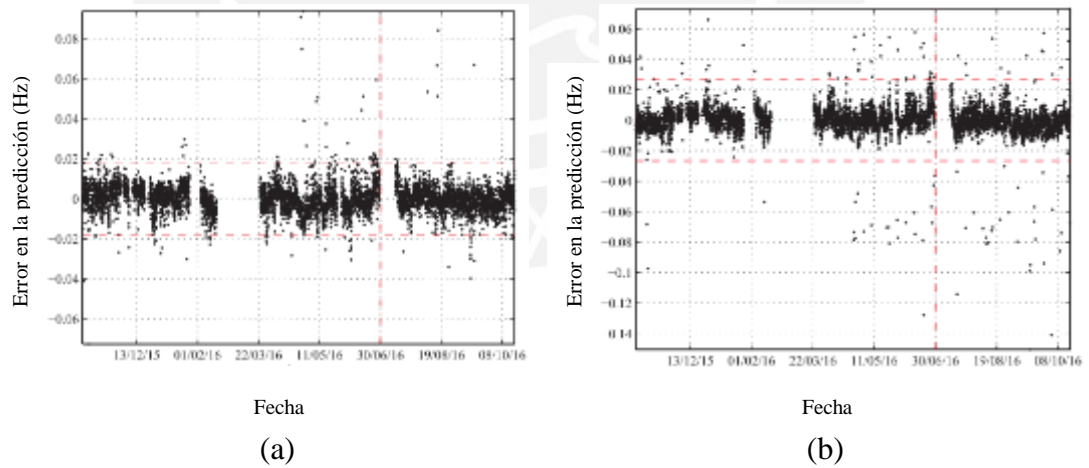 0.08
0.06
0.04
0.02
0
−0.02
−0.04
−0.06
Error en la predicción (Hz)
13/12/15 01/02/16 22/03/16 11/05/16 30/06/16 19/08/16 08/10/16
Fecha
(a)
0.06
0.04
0.02
0
−0.02
−0.04
−0.06
−0.08
−0.1
−0.12
0.14
Error en la predicción (Hz)
13/12/15 01/02/16 22/03/16 11/05/16 30/06/16 19/08/16 08/10/16
Fecha
(b)